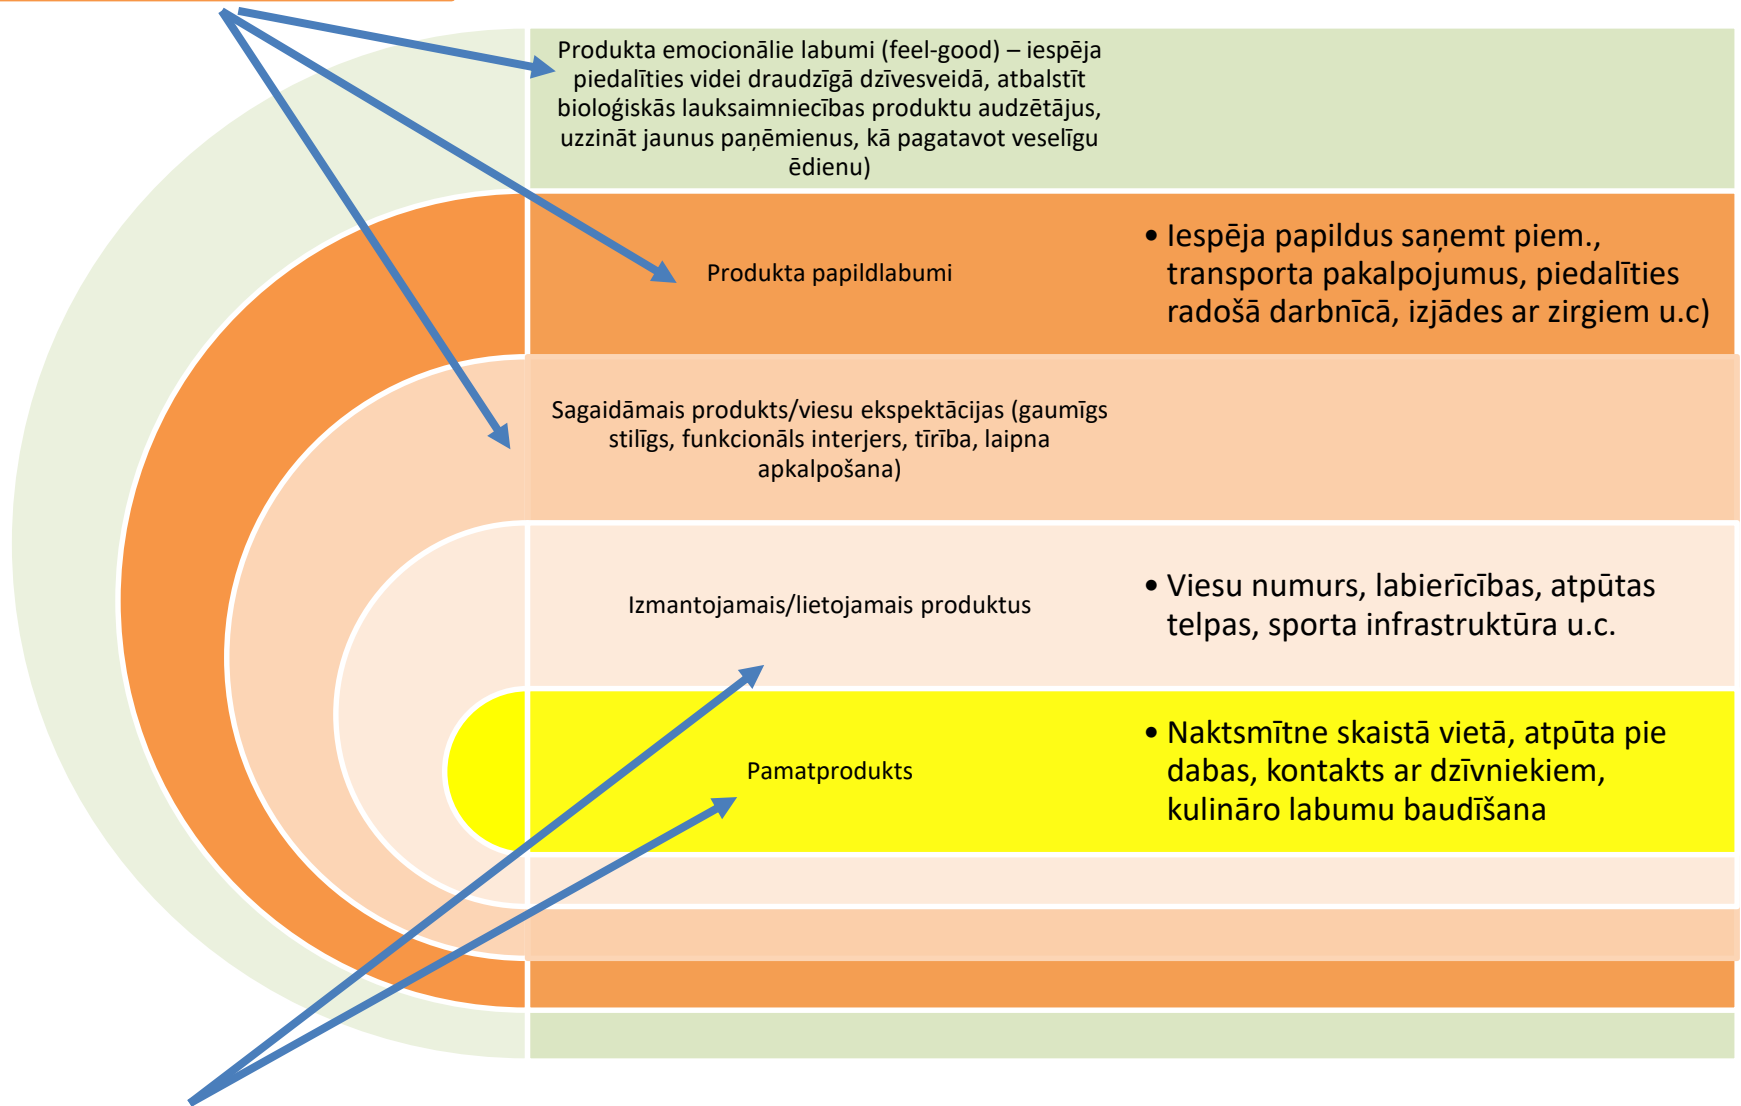 Produkta emocionālie labumi (feel-good) – iespēja
piedalīties videi draudzīgā dzīvesveidā, atbalstīt
bioloģiskās lauksaimniecības produktu audzētājus,
uzzināt jaunus paņēmienus, kā pagatavot veselīgu
ēdienu)
Produkta papildlabumi
• Iespēja papildus saņemt piem.,
transporta pakalpojumus, piedalīties
radošā darbnīcā, izjādes ar zirgiem u.c)
Sagaidāmais produkts/viesu ekspektācijas (gaumīgs
stilīgs, funkcionāls interjers, tīrība, laipna
apkalpošana)
Izmantojamais/lietojamais produktus
• Viesu numurs, labierīcības, atpūtas
telpas, sporta infrastruktūra u.c.
Pamatprodukts
• Naktsmītne skaistā vietā, atpūta pie
dabas, kontakts ar dzīvniekiem,
kulināro labumu baudīšana